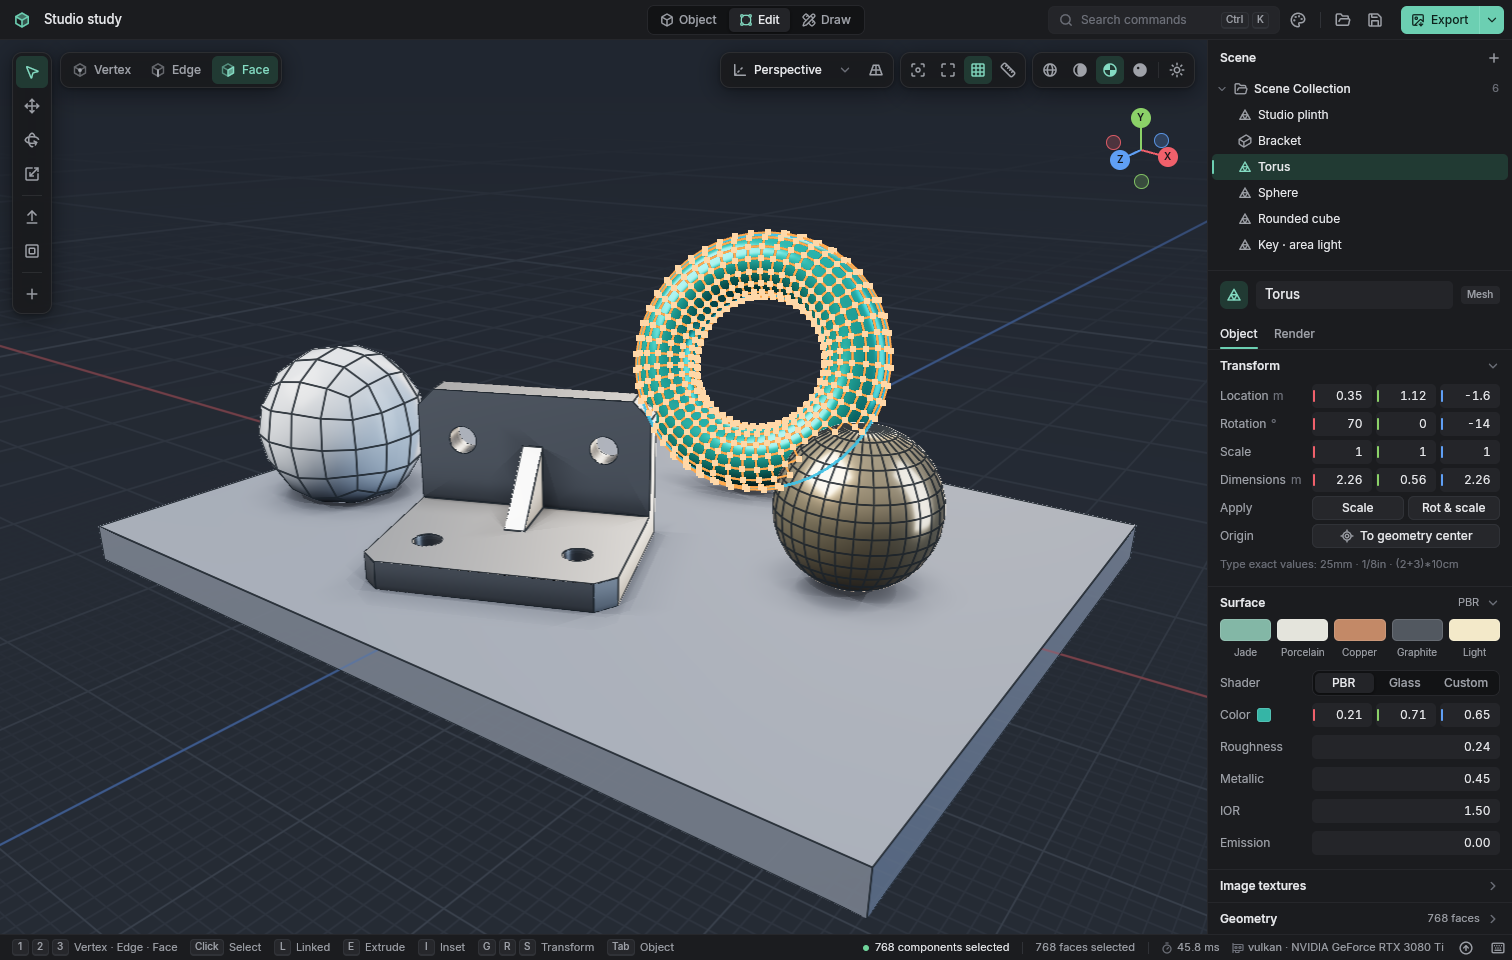 Studio study
Object
Edit
Draw
Search commands
Ctrl
K
Export
Vertex
Edge
Face
Perspective
Y
X
Z
Scene
Scene Collection
6
Studio plinth
Bracket
Torus
Sphere
Rounded cube
Key · area light
Torus
Mesh
Object
Render
Transform
Location m 0.35 1.12 -1.6
Rotation ° 70 0 -14
Scale 1 1 1
Dimensions m 2.26 0.56 2.26
Apply Scale Rot & scale
Origin To geometry center
Type exact values: 25mm · 1/8in · (2+3)*10cm
Surface PBR
Jade Porcelain Copper Graphite Light
Shader PBR Glass Custom
Color 0.21 0.71 0.65
Roughness 0.24
Metallic 0.45
IOR 1.50
Emission 0.00
Image textures
Geometry 768 faces
1 2 3 Vertex · Edge · Face Click Select L Linked E Extrude I Inset G R S Transform Tab Object
768 components selected 768 faces selected 45.8 ms vulkan · NVIDIA GeForce RTX 3080 Ti